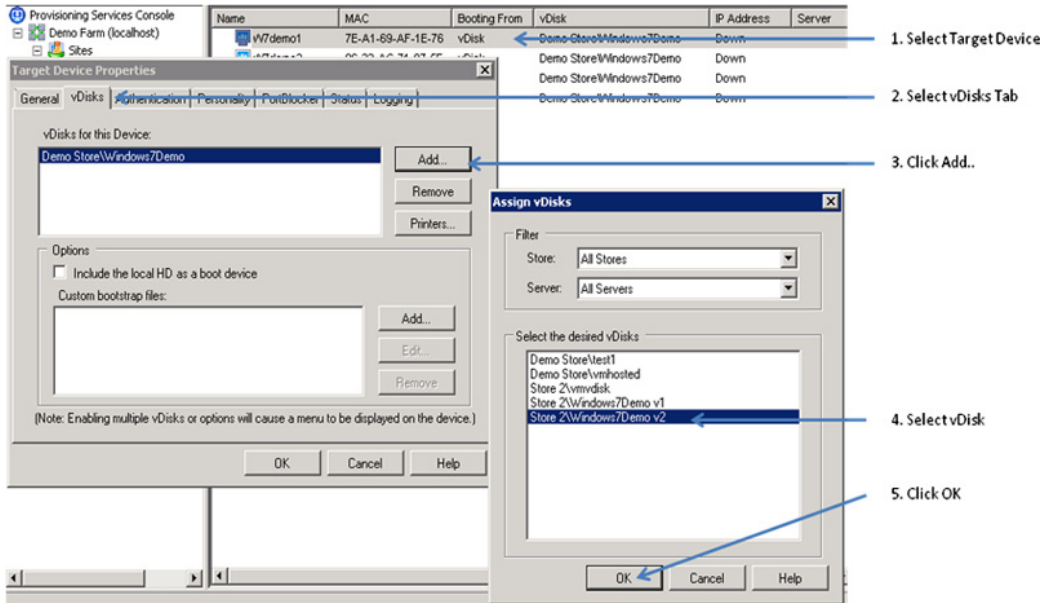 Provisioning Services Console
Demo Farm (localhost)
Sites
Name MAC Booting From vDisk IP Address Server
W7demo1 7E-A1-69-AF-1E-76 vDisk Demo Store\Windows7Demo Down
Demo Store\Windows7Demo Down
Demo Store\Windows7Demo Down
Demo Store\Windows7Demo Down
1. Select Target Device
2. Select vDisks Tab
3. Click Add..
4. Select vDisk
5. Click OK
Target Device Properties
General vDisks Authentication Personality PortBlocker Status Logging
vDisks for this Device:
Demo Store\Windows7Demo
Add...
Remove
Printers...
Options
Include the local HD as a boot device
Custom bootstrap files:
Add...
Edit...
Remove
(Note: Enabling multiple vDisks or options will cause a menu to be displayed on the device.)
OK Cancel Help
Assign vDisks
Filter
Store: All Stores
Server: All Servers
Select the desired vDisks
Demo Store\test1
Demo Store\vmhosted
Store 2\vmvdisk
Store 2\Windows7Demo v1
Store 2\Windows7Demo v2
OK Cancel Help